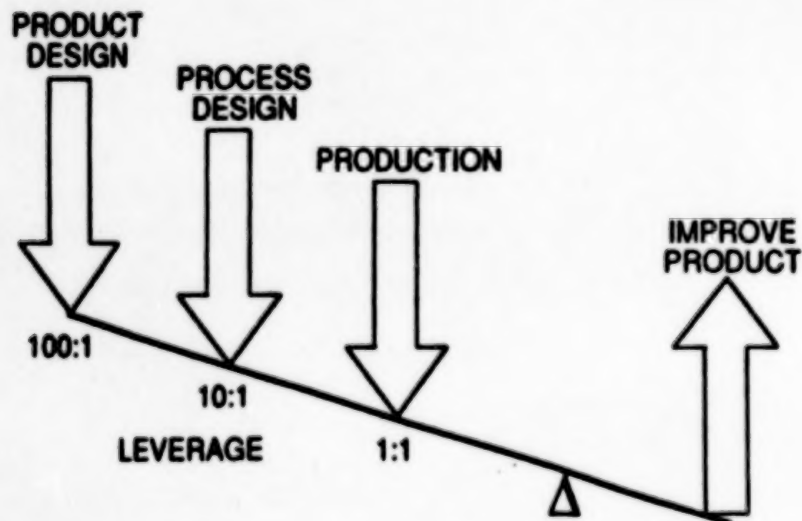 PRODUCT
DESIGN
PROCESS
DESIGN
PRODUCTION
IMPROVE
PRODUCT
100:1
10:1
1:1
LEVERAGE